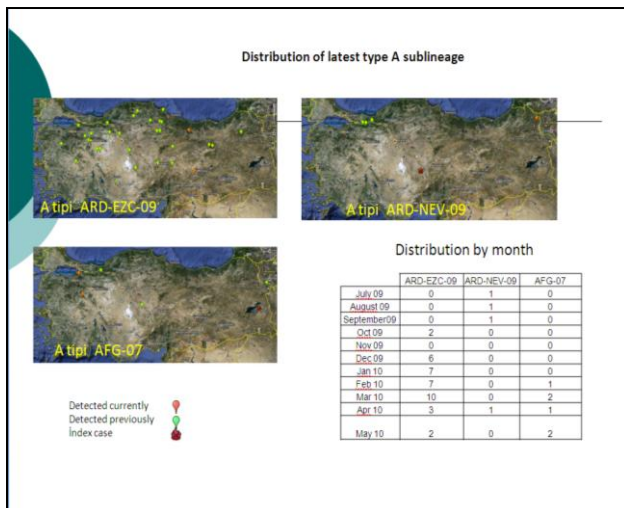 Distribution of latest type A sublineage
A tipi ARD-EZC-09
A tipi ARD-NEV-09
A tipi AFG-07
Distribution by month
ARD-EZC-09 ARD-NEV-09 AFG-07
July 09 0 1 0
August 09 0 1 0
September09 0 1 0
Oct 09 2 0 0
Nov 09 0 0 0
Dec 09 6 0 0
Jan 10 7 0 0
Feb 10 7 0 1
Mar 10 10 0 2
Apr 10 3 1 1
May 10 2 0 2
Detected currently
Detected previously
İndex case